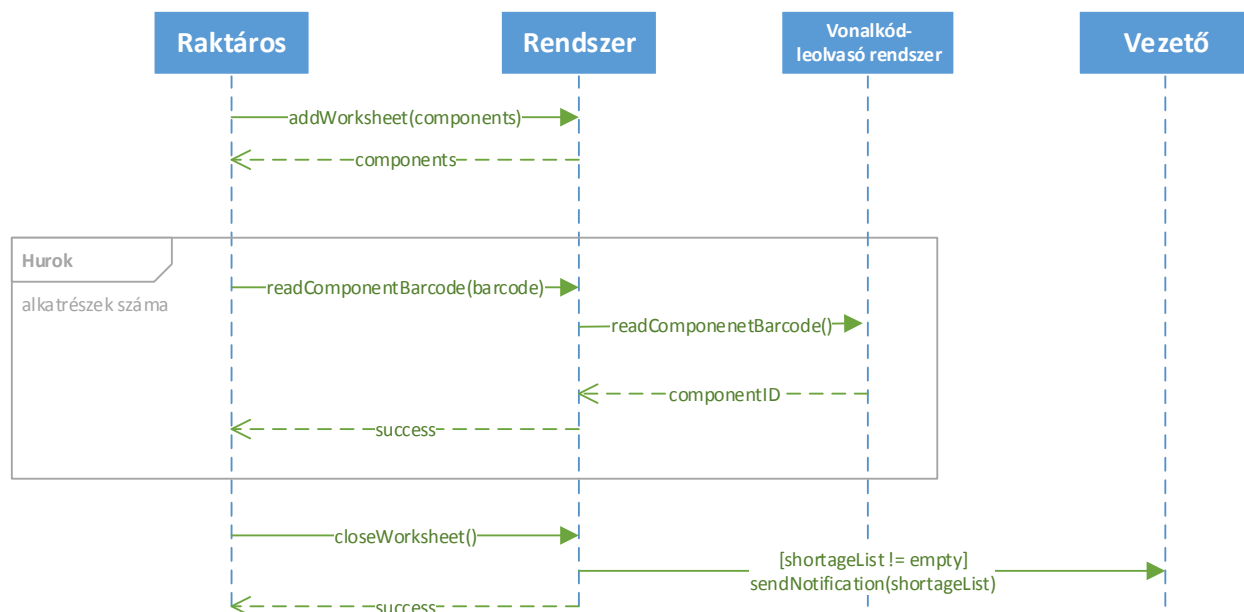 Raktáros
Rendszer
Vonalkód-
leolvasó rendszer
Vezető
addWorksheet(components)
components
Hurok
alkatrészek száma
readComponentBarcode(barcode)
readComponenetBarcode()
componentID
success
closeWorksheet()
[shortageList != empty]
sendNotification(shortageList)
success